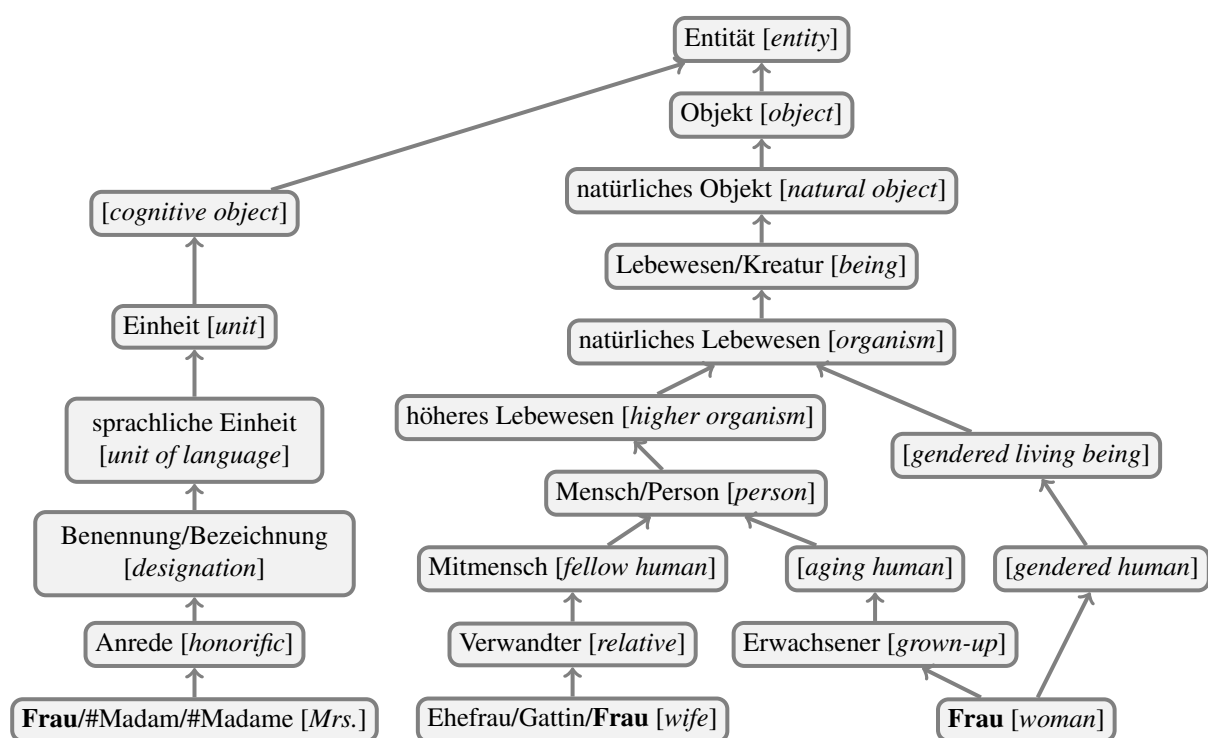 Entität [entity]
Objekt [object]
natürliches Objekt [natural object]
[cognitive object]
Lebewesen/Kreatur [being]
Einheit [unit]
natürliches Lebewesen [organism]
höheres Lebewesen [higher organism]
sprachliche Einheit
[unit of language]
[gendered living being]
Mensch/Person [person]
Benennung/Bezeichnung
[designation]
Mitmensch [fellow human]
[aging human]
[gendered human]
Anrede [honorific]
Verwandter [relative]
Erwachsener [grown-up]
Frau/#Madam/#Madame [Mrs.]
Ehefrau/Gattin/Frau [wife]
Frau [woman]